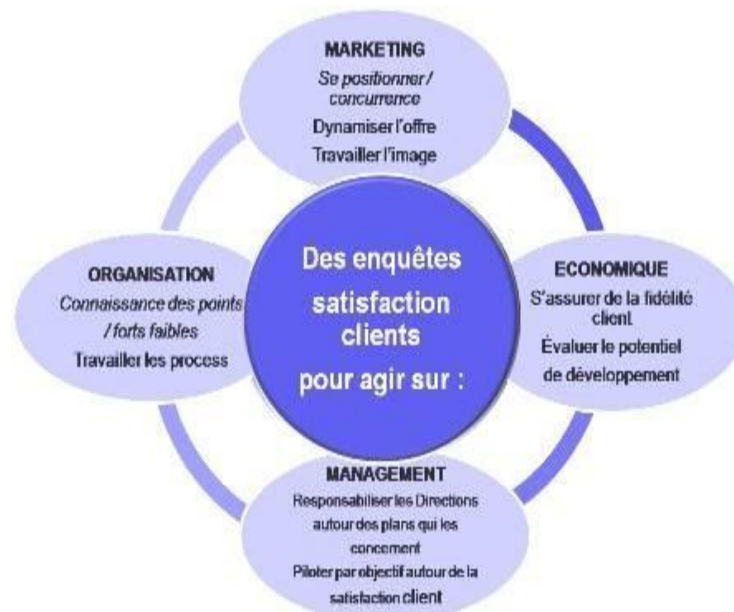 MARKETING
Se positionner /
concurrence
Dynamiser l'offre
Travailler l'image
Des enquêtes
satisfaction
clients
pour agir sur :
ORGANISATION
Connaissance des points
/ forts faibles
Travailler les process
ECONOMIQUE
S'assurer de la fidélité
client
Évaluer le potentiel
de développement
MANAGEMENT
Responsabiliser les Directions
autour des plans qui les
concernent
Piloter par objectif autour de la
satisfaction client